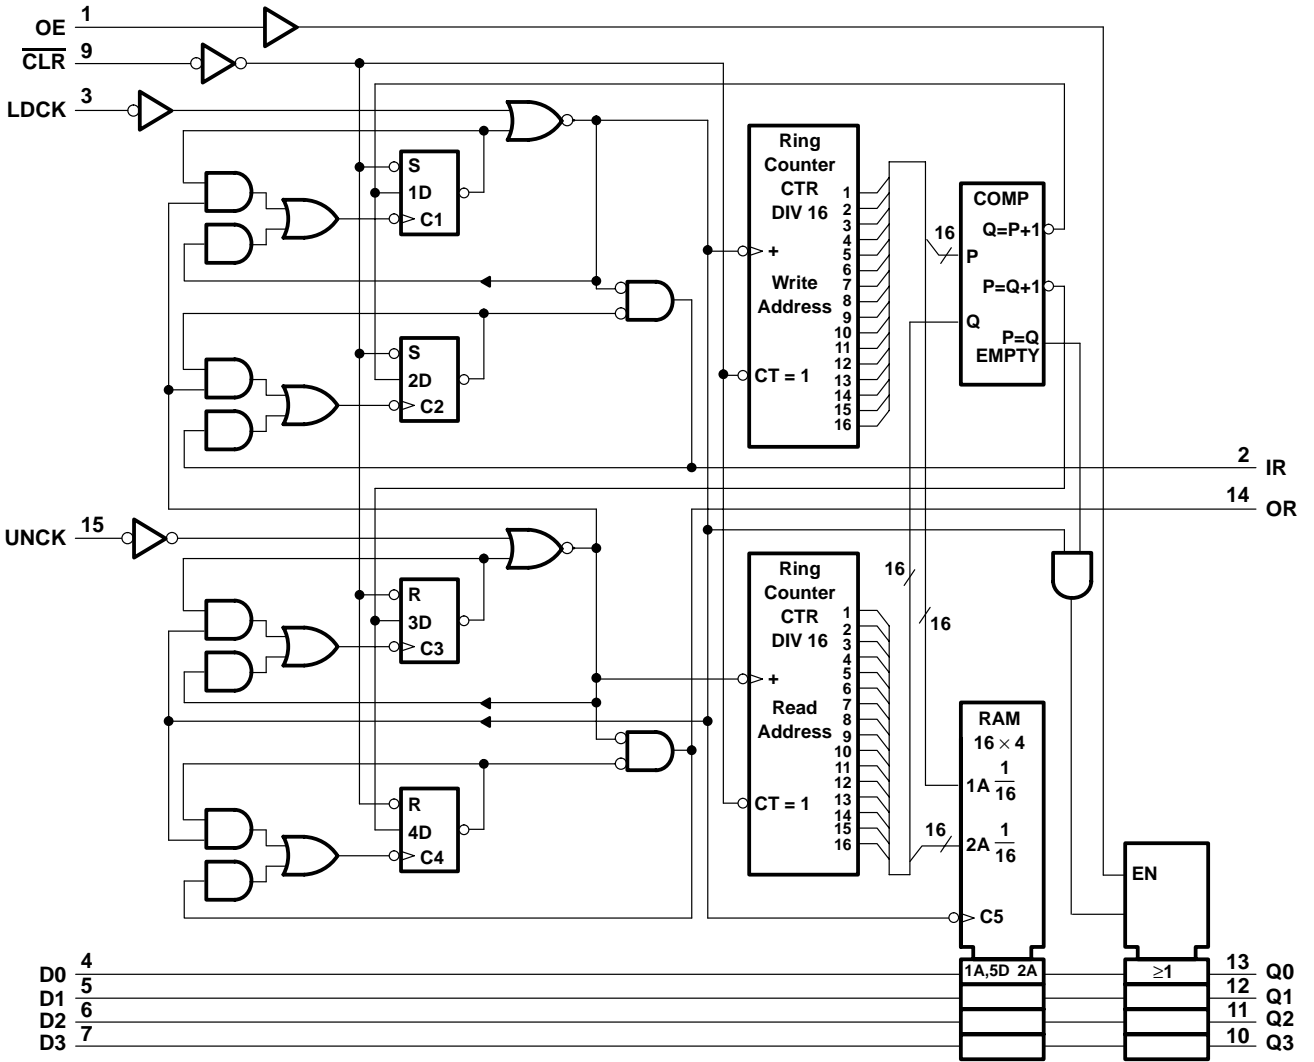 OE 1
CLR 9
LDCK 3
S
1D
C1
S
2D
C2
Ring
Counter
CTR
DIV 16
+
Write
Address
CT = 1
1
2
3
4
5
6
7
8
9
10
11
12
13
14
15
16
16
COMP
Q=P+1
P
P=Q+1
Q
P=Q
EMPTY
2 IR
14 OR
UNCK 15
R
3D
C3
R
4D
C4
Ring
Counter
CTR
DIV 16
+
Read
Address
CT = 1
1
2
3
4
5
6
7
8
9
10
11
12
13
14
15
16
16
16
16
RAM
16 × 4
1A 1/16
2A 1/16
C5
EN
D0 4
1A,5D 2A
≥1
13 Q0
D1 5
12 Q1
D2 6
11 Q2
D3 7
10 Q3